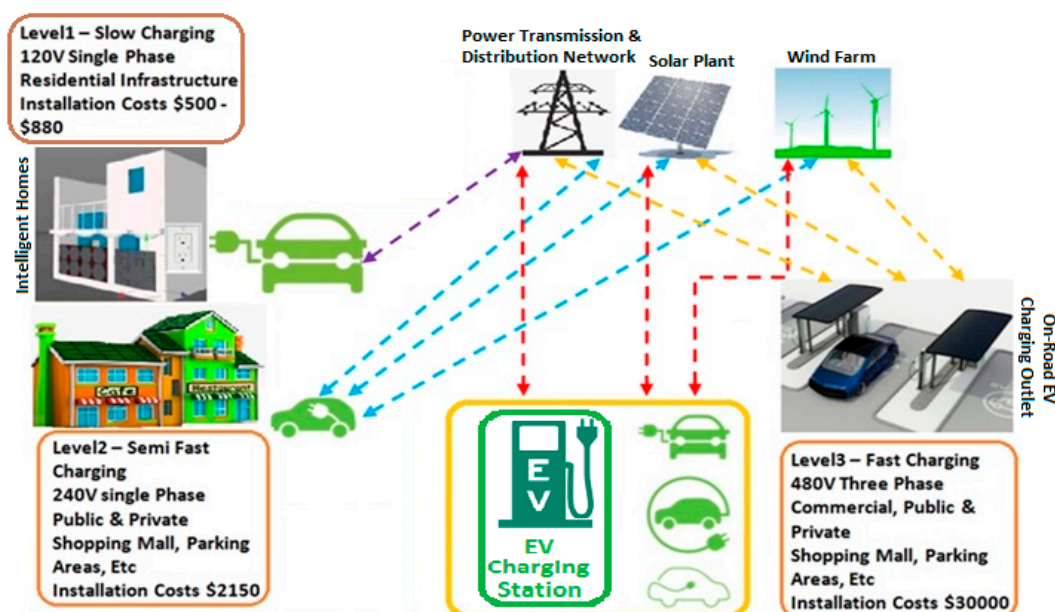 Level1 – Slow Charging
120V Single Phase
Residential Infrastructure
Installation Costs $500 -
$880
Power Transmission &
Distribution Network
Solar Plant
Wind Farm
Intelligent Homes
Cafe
Restaurant
On-Road EV
Charging Outlet
Level2 – Semi Fast
Charging
240V single Phase
Public & Private
Shopping Mall, Parking
Areas, Etc
Installation Costs $2150
EV
EV
Charging
Station
Level3 – Fast Charging
480V Three Phase
Commercial, Public &
Private
Shopping Mall, Parking
Areas, Etc
Installation Costs $30000